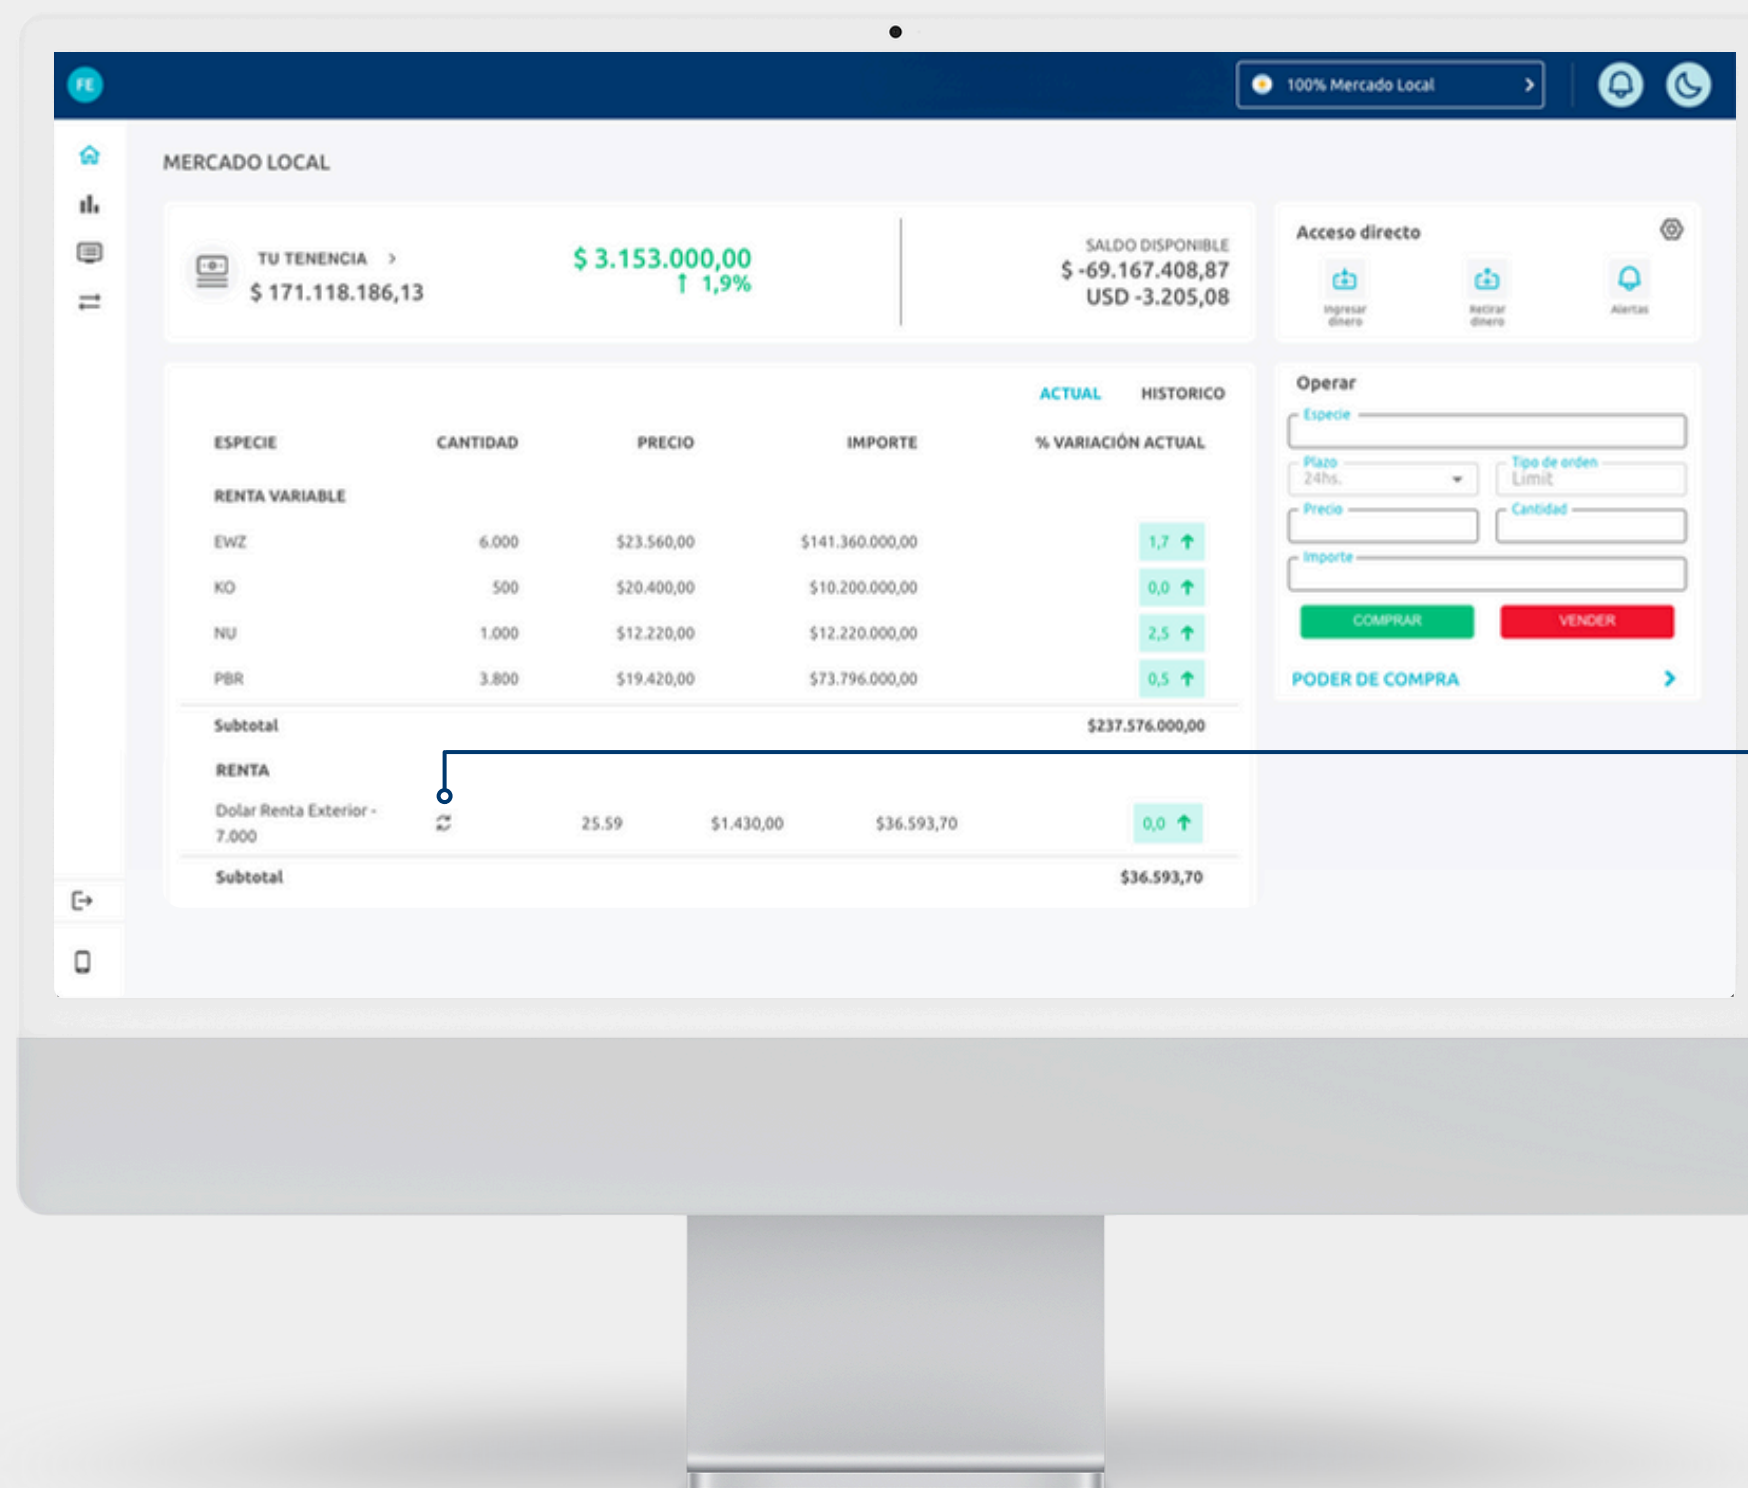 FE
100% Mercado Local
MERCADO LOCAL
TU TENENCIA
$ 171.118.186,13
$ 3.153.000,00
↑ 1,9%
SALDO DISPONIBLE
$ -69.167.408,87
USD -3.205,08
Acceso directo
Ingresar dinero
Retirar dinero
Alertas
ACTUAL HISTORICO
ESPECIE CANTIDAD PRECIO IMPORTE % VARIACIÓN ACTUAL
RENTA VARIABLE
EWZ 6.000 $23.560,00 $141.360.000,00 1,7 ↑
KO 500 $20.400,00 $10.200.000,00 0,0 ↑
NU 1.000 $12.220,00 $12.220.000,00 2,5 ↑
PBR 3.800 $19.420,00 $73.796.000,00 0,5 ↑
Subtotal $237.576.000,00
RENTA
Dolar Renta Exterior -
7.000 25.59 $1.430,00 $36.593,70 0,0 ↑
Subtotal $36.593,70
Operar
Especie
Plazo
24hs.
Tipo de orden
Limit
Precio
Cantidad
Importe
COMPRAR
VENDER
PODER DE COMPRA